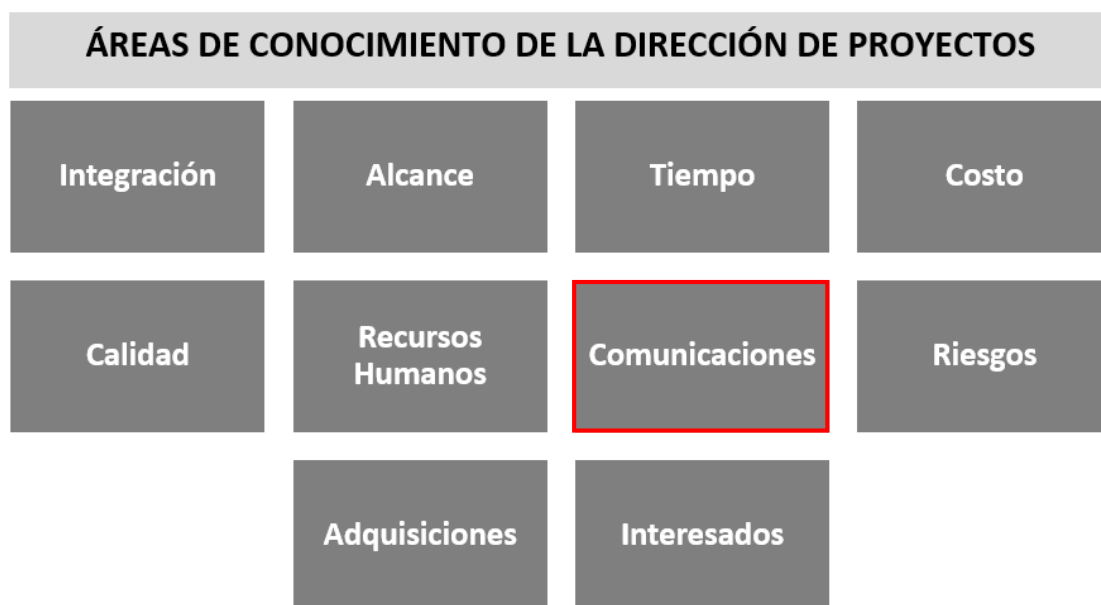 ÁREAS DE CONOCIMIENTO DE LA DIRECCIÓN DE PROYECTOS
Integración
Alcance
Tiempo
Costo
Calidad
Recursos
Humanos
Comunicaciones
Riesgos
Adquisiciones
Interesados